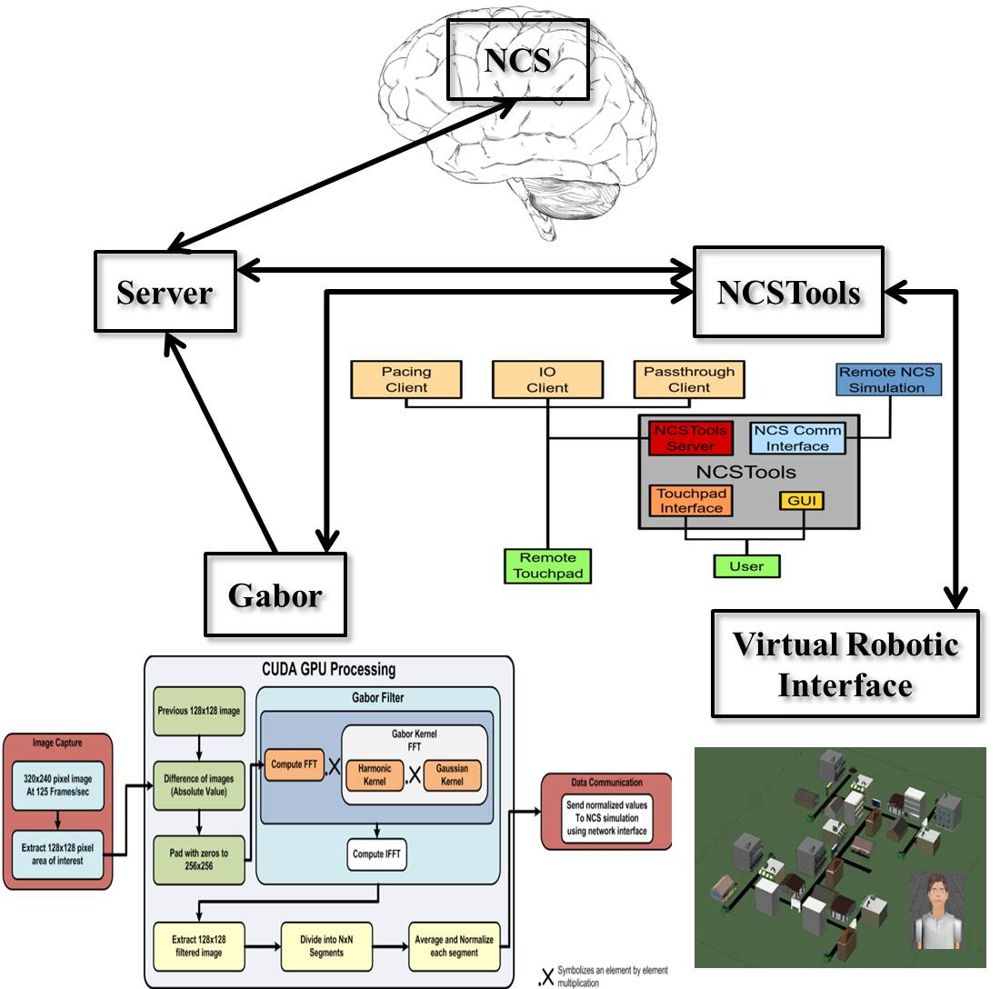 NCS
Server
NCSTools
Pacing
Client
IO
Client
Passthrough
Client
Remote NCS
Simulation
NCSTools
Server
NCS Comm
Interface
NCSTools
Touchpad
Interface
GUI
Remote
Touchpad
User
Gabor
Virtual Robotic
Interface
CUDA GPU Processing
Image Capture
320x240 pixel image
At 125 Frames/sec
Extract 128x128 pixel
area of interest
Previous 128x128 image
Difference of images
(Absolute Value)
Pad with zeros to
256x256
Gabor Filter
Gabor Kernel
FFT
Compute FFT
.X
Harmonic
Kernel
.X
Gaussian
Kernel
Compute IFFT
Extract 128x128
filtered image
Divide into NxN
Segments
Average and Normalize
each segment
Data Communication
Send normalized values
To NCS simulation
using network interface
.X Symbolizes an element by element
multiplication